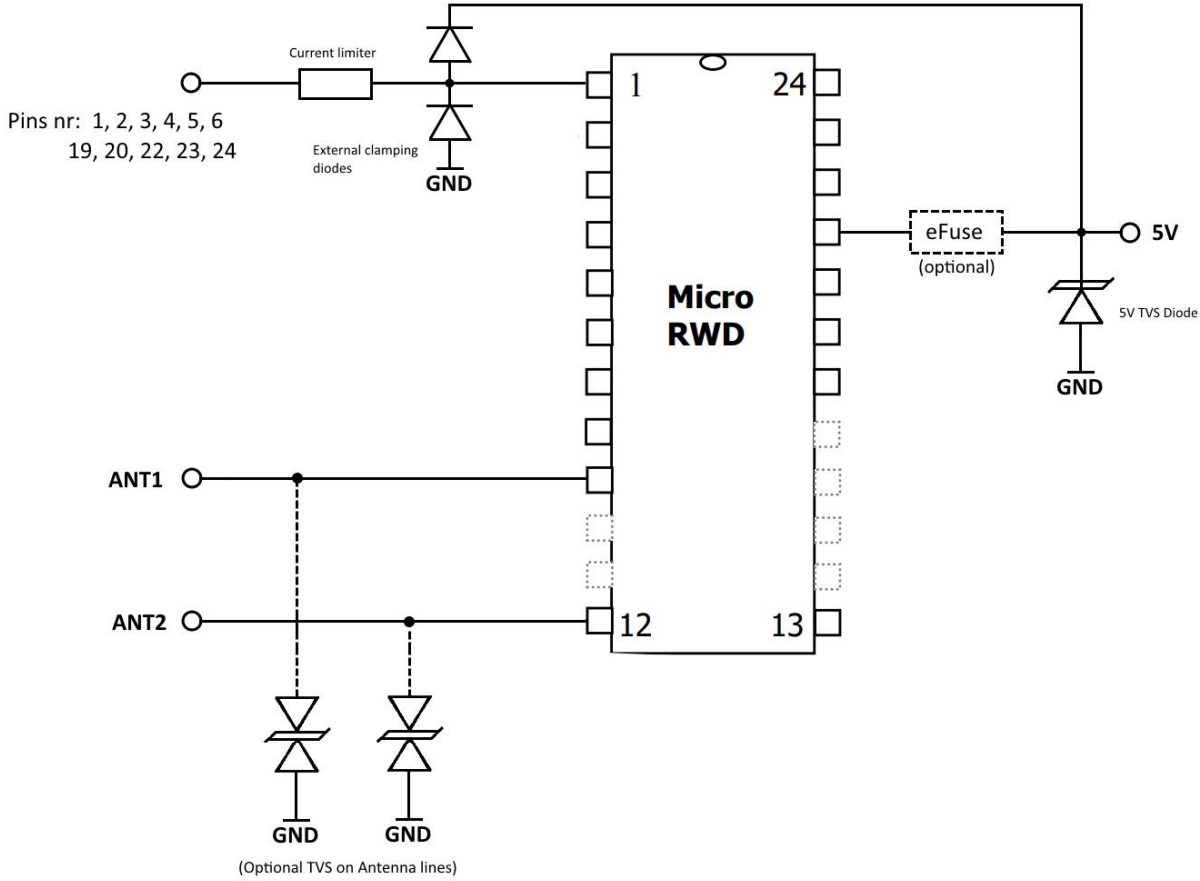 Current limiter
1
24
Pins nr: 1, 2, 3, 4, 5, 6
19, 20, 22, 23, 24
External clamping
diodes
GND
eFuse
5V
(optional)
Micro
RWD
5V TVS Diode
GND
ANT1
ANT2
12
13
GND
GND
(Optional TVS on Antenna lines)